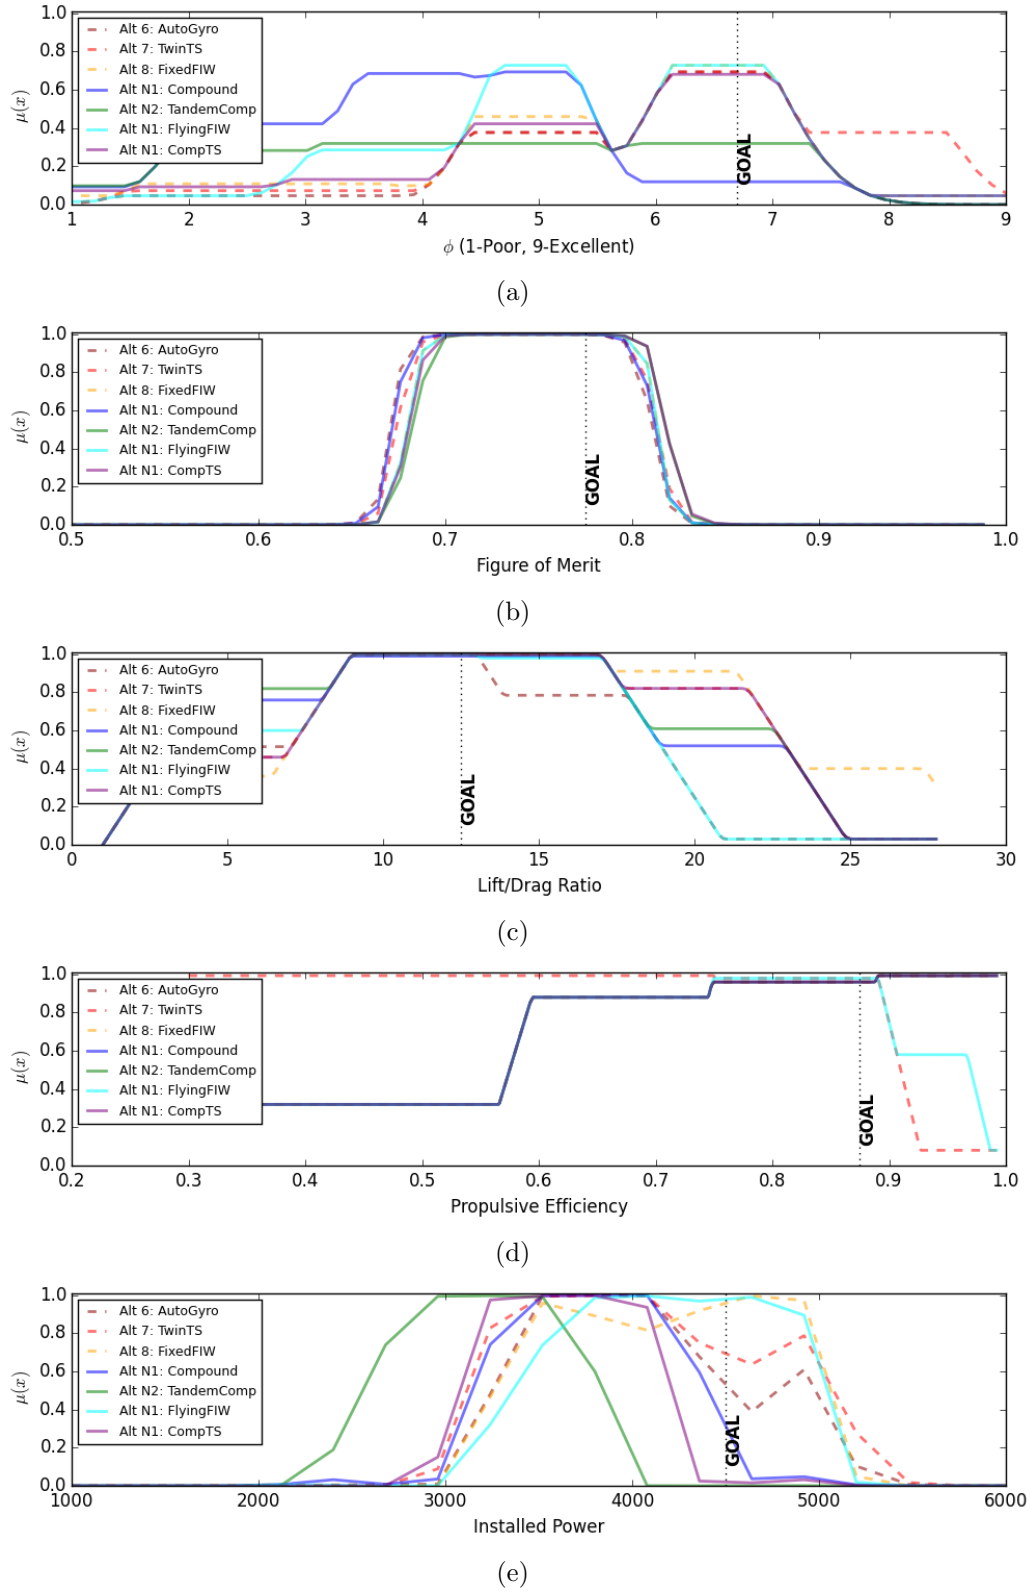 1.0
0.8
0.6
0.4
0.2
0.0
μ(x)
Alt 6: AutoGyro
Alt 7: TwinTS
Alt 8: FixedFIW
Alt N1: Compound
Alt N2: TandemComp
Alt N1: FlyingFIW
Alt N1: CompTS
GOAL
1 2 3 4 5 6 7 8 9
ϕ (1-Poor, 9-Excellent)
(a)
1.0
0.8
0.6
0.4
0.2
0.0
μ(x)
Alt 6: AutoGyro
Alt 7: TwinTS
Alt 8: FixedFIW
Alt N1: Compound
Alt N2: TandemComp
Alt N1: FlyingFIW
Alt N1: CompTS
GOAL
0.5 0.6 0.7 0.8 0.9 1.0
Figure of Merit
(b)
1.0
0.8
0.6
0.4
0.2
0.0
μ(x)
Alt 6: AutoGyro
Alt 7: TwinTS
Alt 8: FixedFIW
Alt N1: Compound
Alt N2: TandemComp
Alt N1: FlyingFIW
Alt N1: CompTS
GOAL
0 5 10 15 20 25 30
Lift/Drag Ratio
(c)
1.0
0.8
0.6
0.4
0.2
0.0
μ(x)
Alt 6: AutoGyro
Alt 7: TwinTS
Alt 8: FixedFIW
Alt N1: Compound
Alt N2: TandemComp
Alt N1: FlyingFIW
Alt N1: CompTS
GOAL
0.2 0.3 0.4 0.5 0.6 0.7 0.8 0.9 1.0
Propulsive Efficiency
(d)
1.0
0.8
0.6
0.4
0.2
0.0
μ(x)
Alt 6: AutoGyro
Alt 7: TwinTS
Alt 8: FixedFIW
Alt N1: Compound
Alt N2: TandemComp
Alt N1: FlyingFIW
Alt N1: CompTS
GOAL
1000 2000 3000 4000 5000 6000
Installed Power
(e)